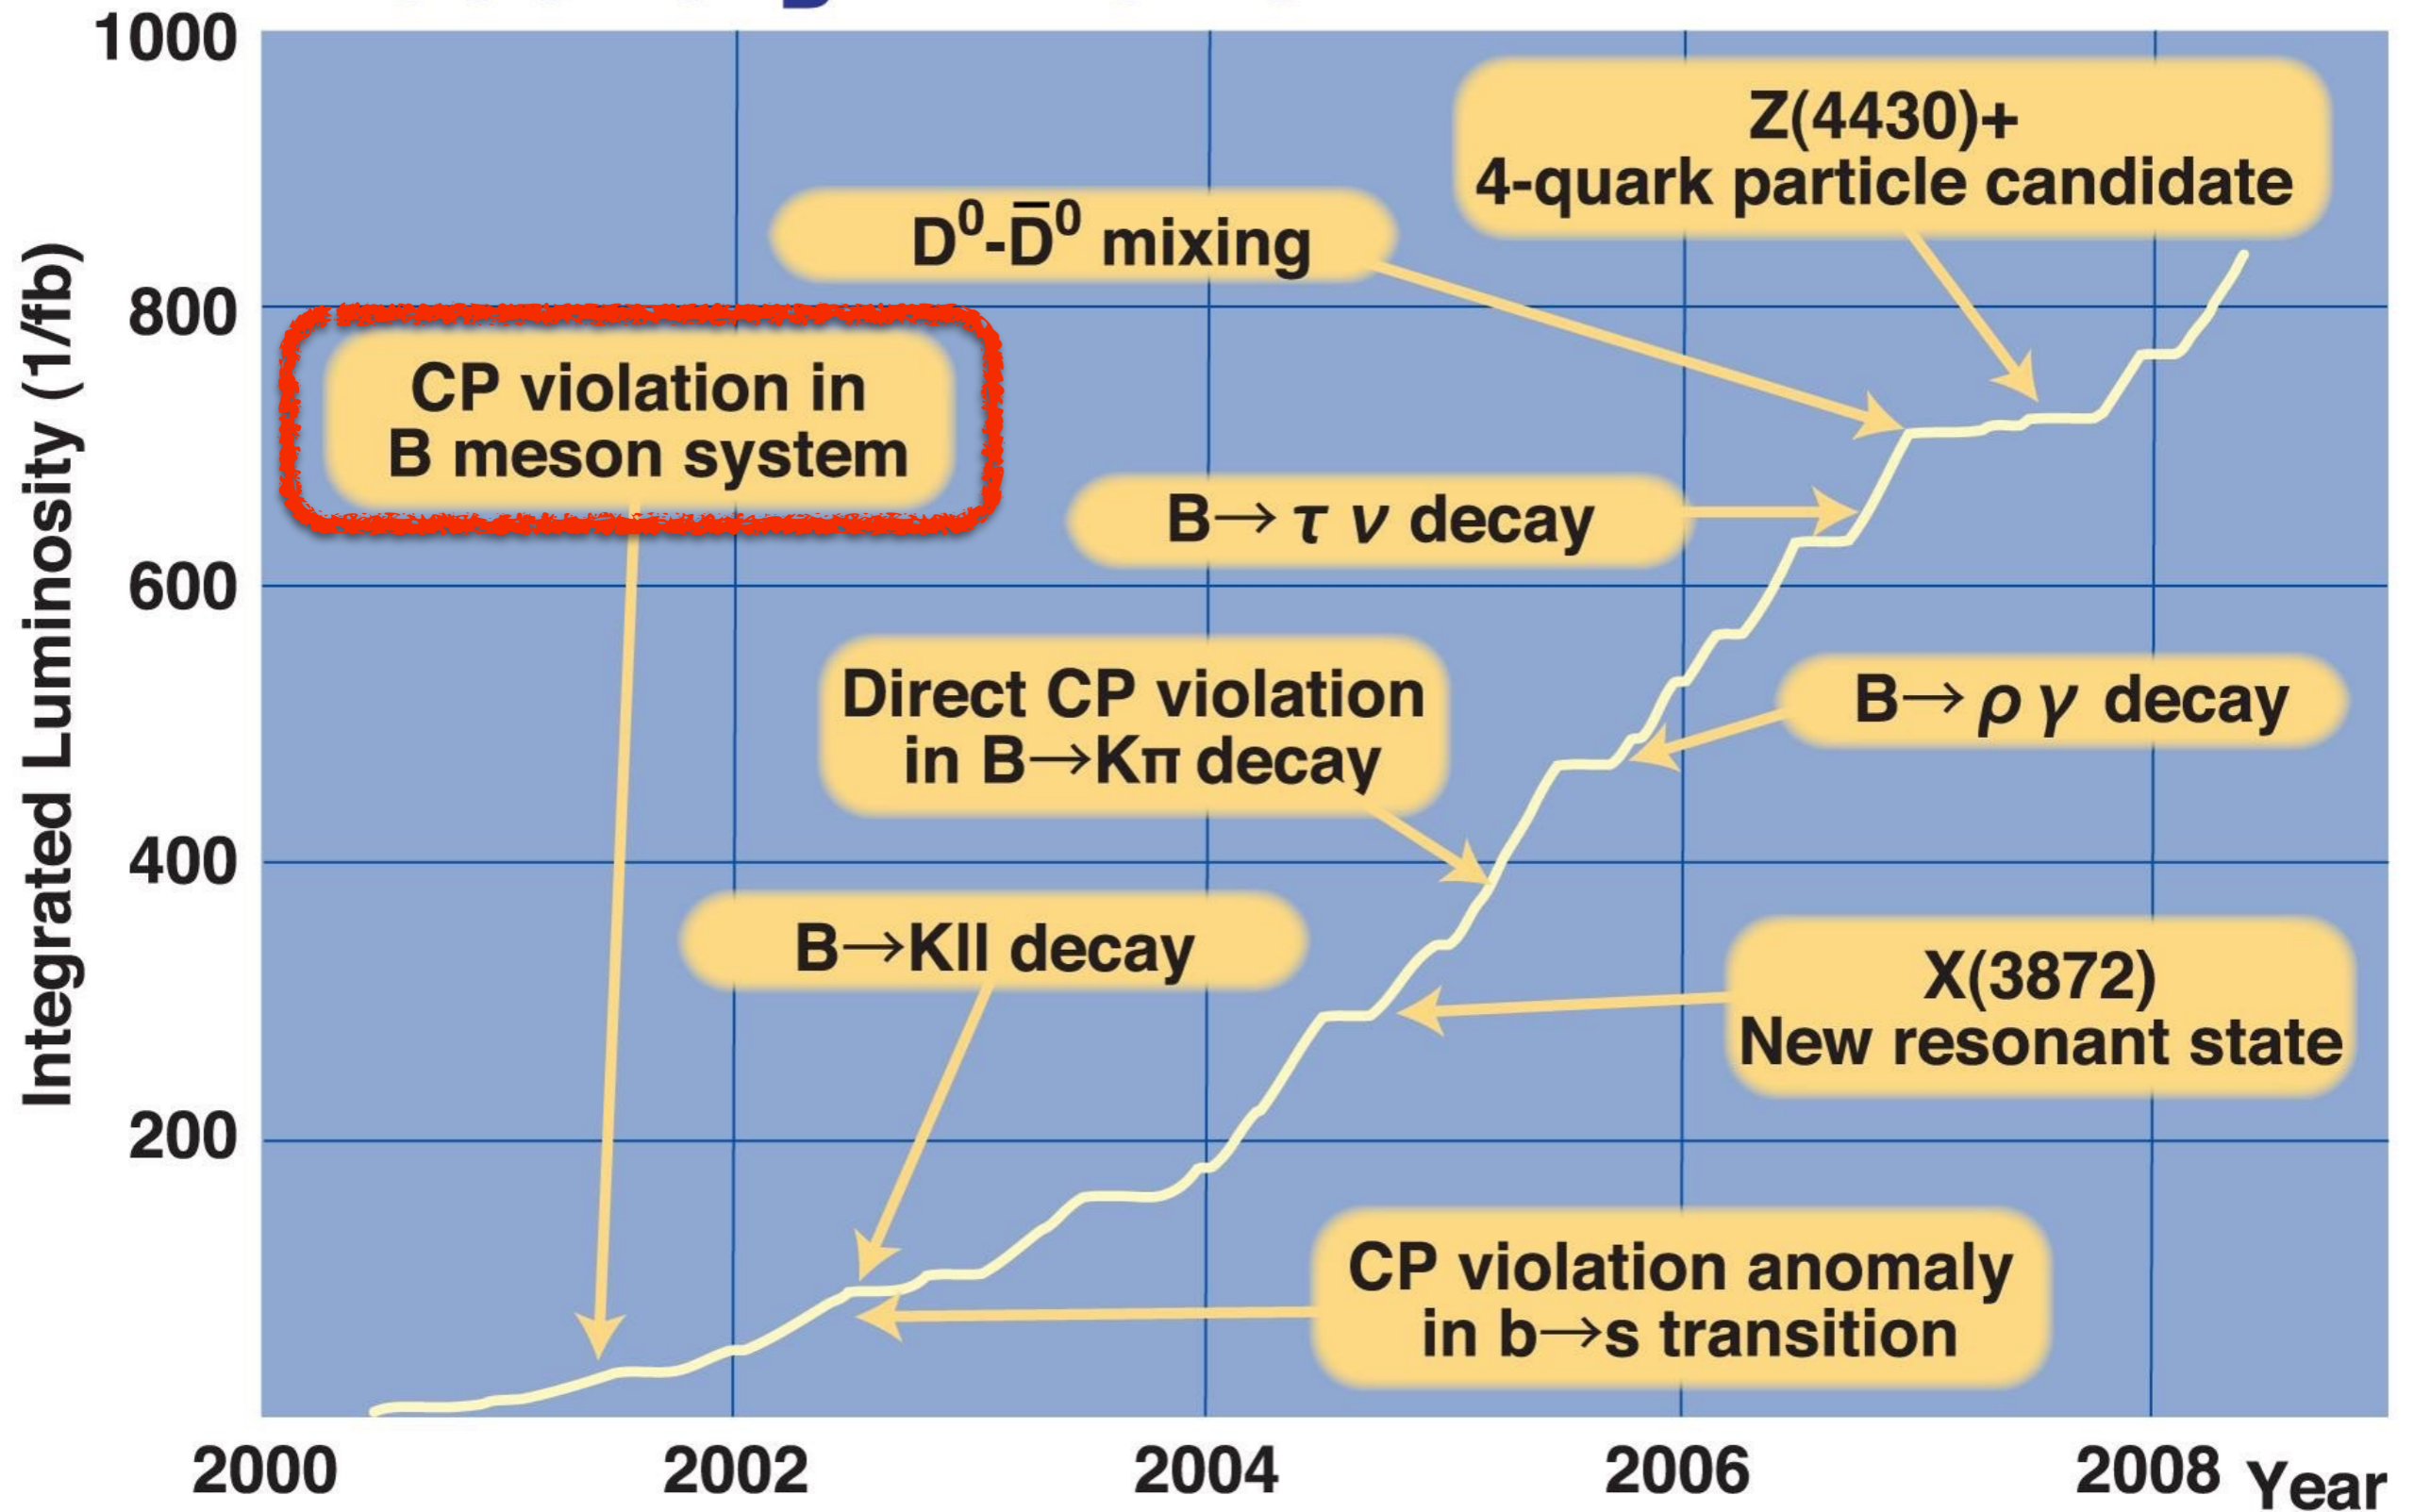 1000
800
600
400
200
Integrated Luminosity (1/fb)
Z(4430)+
4-quark particle candidate
D⁰-D̅⁰ mixing
CP violation in
B meson system
B→τ ν decay
Direct CP violation
in B→Kπ decay
B→ρ γ decay
B→Kll decay
X(3872)
New resonant state
CP violation anomaly
in b→s transition
2000 2002 2004 2006 2008 Year